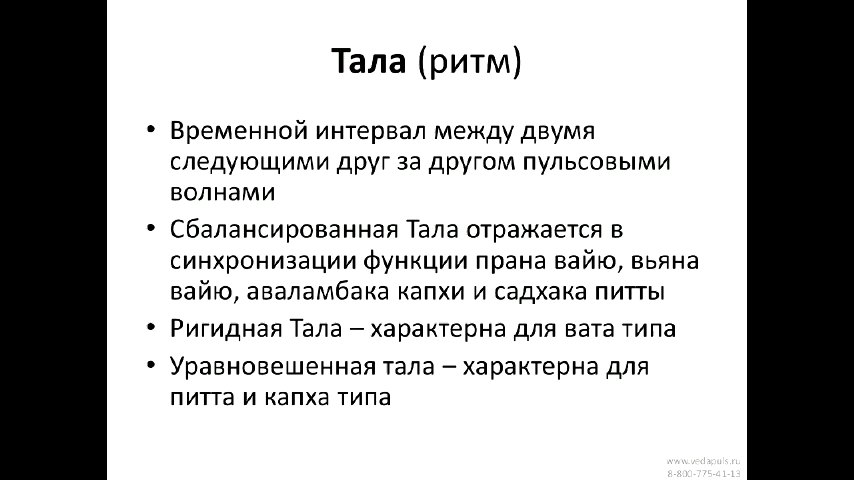 Тала (ритм)
• Временной интервал между двумя
следующими друг за другом пульсовыми
волнами
• Сбалансированная Тала отражается в
синхронизации функции прана вайю, вьяна
вайю, аваламбака капхи и садхака питты
• Ригидная Тала – характерна для вата типа
• Уравновешенная тала – характерна для
питта и капха типа
www.vedapuls.ru
8-800-775-41-13